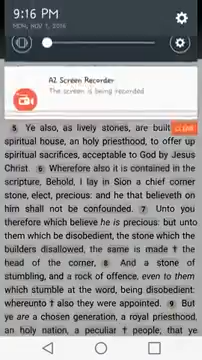 9:16 PM
MON, NOV 7, 2016
AZ Screen Recorder
The screen is being recorded
5 Ye also, as lively stones, are built
CLEAR
spiritual house, an holy priesthood, to offer up
spiritual sacrifices, acceptable to God by Jesus
Christ. 6 Wherefore also it is contained in the
scripture, Behold, I lay in Sion a chief corner
stone, elect, precious: and he that believeth on
him shall not be confounded. 7 Unto you
therefore which believe he is precious: but unto
them which be disobedient, the stone which the
builders disallowed, the same is made † the
head of the corner, 8 And a stone of
stumbling, and a rock of offence, even to them
which stumble at the word, being disobedient:
whereunto † also they were appointed. 9 But
ye are a chosen generation, a royal priesthood,
an holy nation, a peculiar † people; that ye